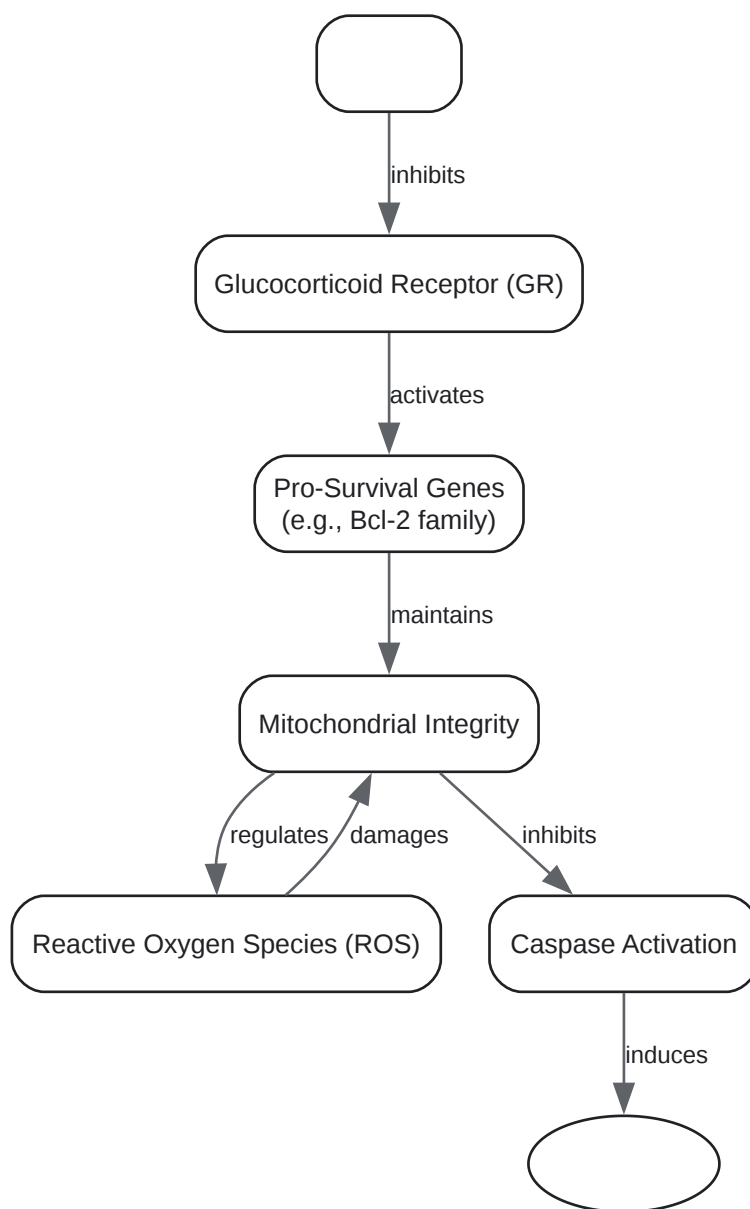 inhibits
Glucocorticoid Receptor (GR)
activates
Pro-Survival Genes
(e.g., Bcl-2 family)
maintains
Mitochondrial Integrity
regulates
damages
inhibits
Reactive Oxygen Species (ROS)
Caspase Activation
induces